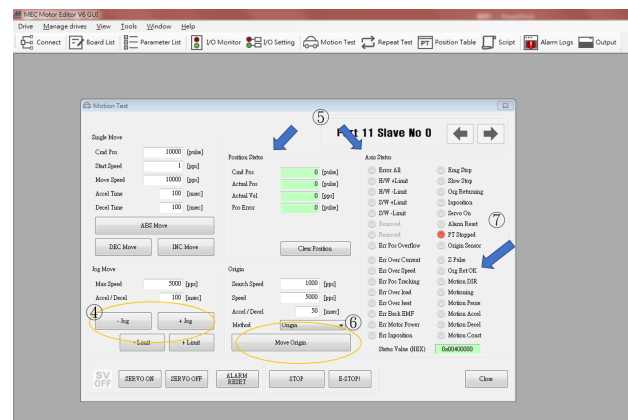 MEC Motor Editor V6 GUI
Drive Manage drives View Tools Window Help
Connect Board List Parameter List I/O Monitor I/O Setting Motion Test Repeat Test PT Position Table Script Alarm Logs Output
Motion Test
⑤
11 Slave No 0
Single Move
Cmd Pos 10000 [pulse]
Start Speed 1 [pps]
Move Speed 10000 [pps]
Accel Time 100 [msec]
Decel Time 100 [msec]
ABS Move
DEC Move INC Move
Position Status
Cmd Pos 0 [pulse]
Actual Pos 0 [pulse]
Actual Vel 0 [pps]
Pos Error 0 [pulse]
Clear Position
Jog Move
Max Speed 5000 [pps]
Accel / Decel 100 [msec]
④
- Jog + Jog
- Limit + Limit
Origin
Search Speed 1000 [pps]
Speed 5000 [pps]
Accel / Decel 50 [msec]
Method Origin
⑥
Move Origin
Axis Status
Error All Emg Stop
H/W +Limit Slow Stop
H/W -Limit Org Returning
S/W +Limit Inposition
S/W -Limit Servo On
Reserved Alarm Reset
⑦
Reserved PT Stopped
Err Pos Overflow Origin Sensor
Err Over Current Z Pulse
Err Over Speed Org Ret OK
Err Pos Tracking Motion DIR
Err Over load Motioning
Err Over heat Motion Pause
Err Back EMF Motion Accel
Err Motor Power Motion Decel
Err Inposition Motion Const
Status Value (HEX) 0x00400000
SV OFF SERVO ON SERVO OFF ALARM RESET STOP E-STOP! Close